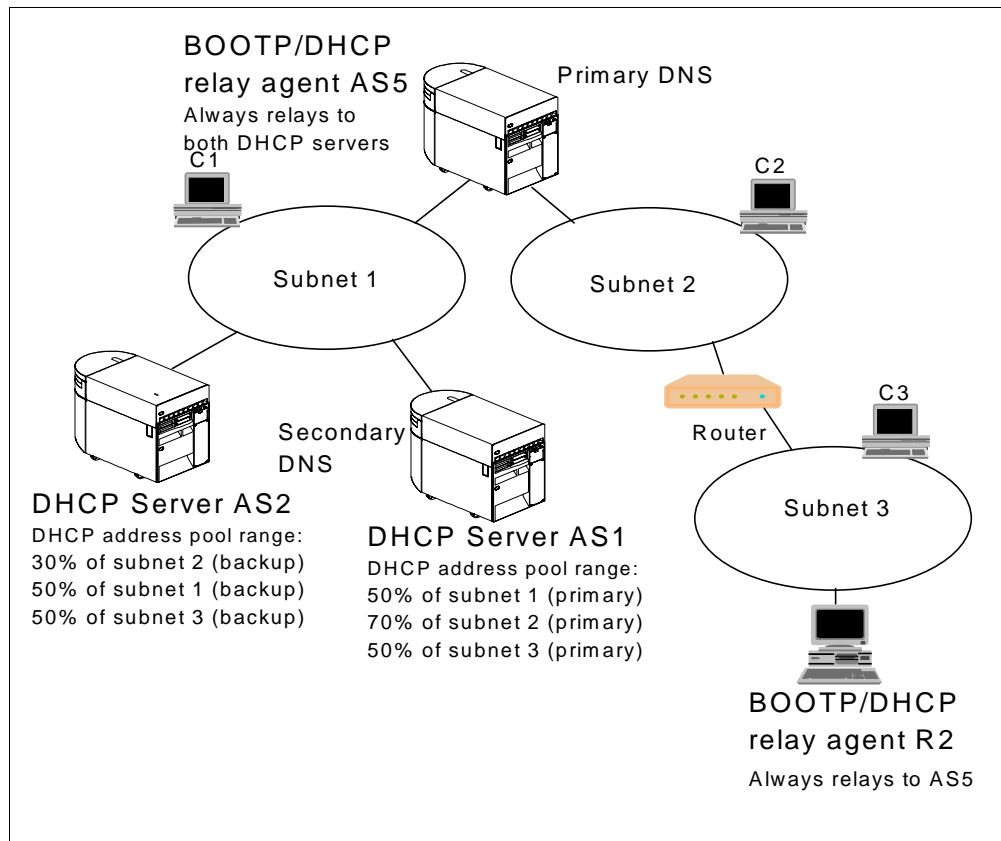 BOOTP/DHCP
relay agent AS5
Always relays to
both DHCP servers
Primary DNS
C1
C2
Subnet 1
Subnet 2
C3
Router
Secondary
DNS
Subnet 3
DHCP Server AS2
DHCP address pool range:
30% of subnet 2 (backup)
50% of subnet 1 (backup)
50% of subnet 3 (backup)
DHCP Server AS1
DHCP address pool range:
50% of subnet 1 (primary)
70% of subnet 2 (primary)
50% of subnet 3 (primary)
BOOTP/DHCP
relay agent R2
Always relays to AS5